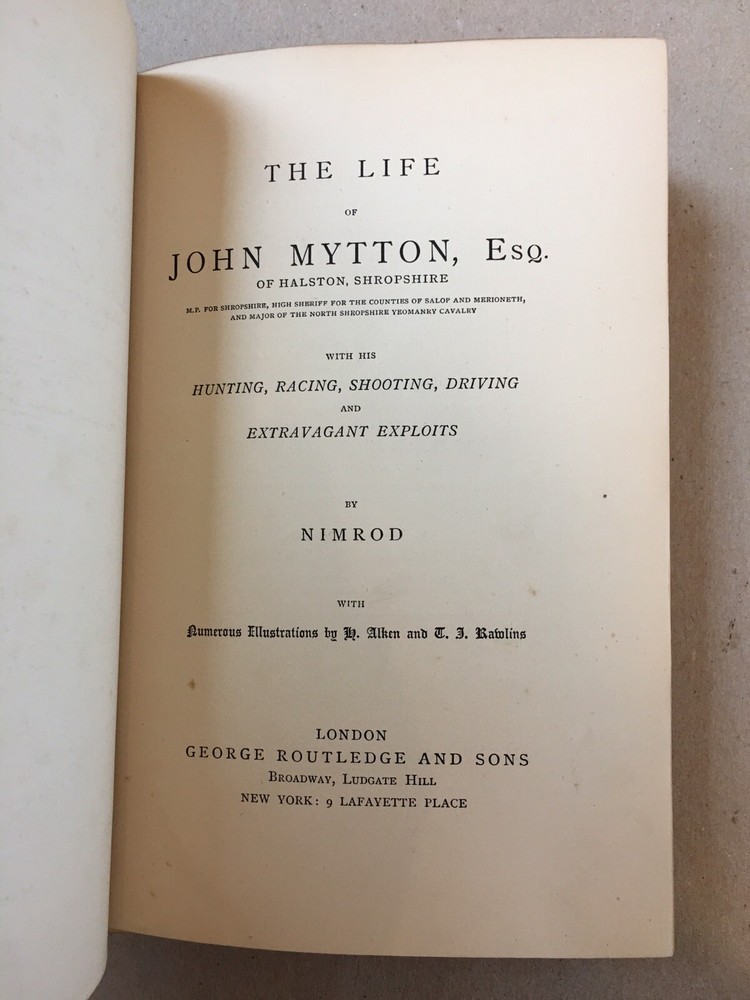 THE LIFE
OF
JOHN MYTTON, Esq.
OF HALSTON, SHROPSHIRE
M.P. FOR SHROPSHIRE, HIGH SHERIFF FOR THE COUNTIES OF SALOP AND MERIONETH,
AND MAJOR OF THE NORTH SHROPSHIRE YEOMANRY CAVALRY
WITH HIS
HUNTING, RACING, SHOOTING, DRIVING
AND
EXTRAVAGANT EXPLOITS
BY
NIMROD
WITH
Numerous Illustrations by H. Alken and T. J. Rawlins
LONDON
GEORGE ROUTLEDGE AND SONS
Broadway, Ludgate Hill
NEW YORK: 9 LAFAYETTE PLACE